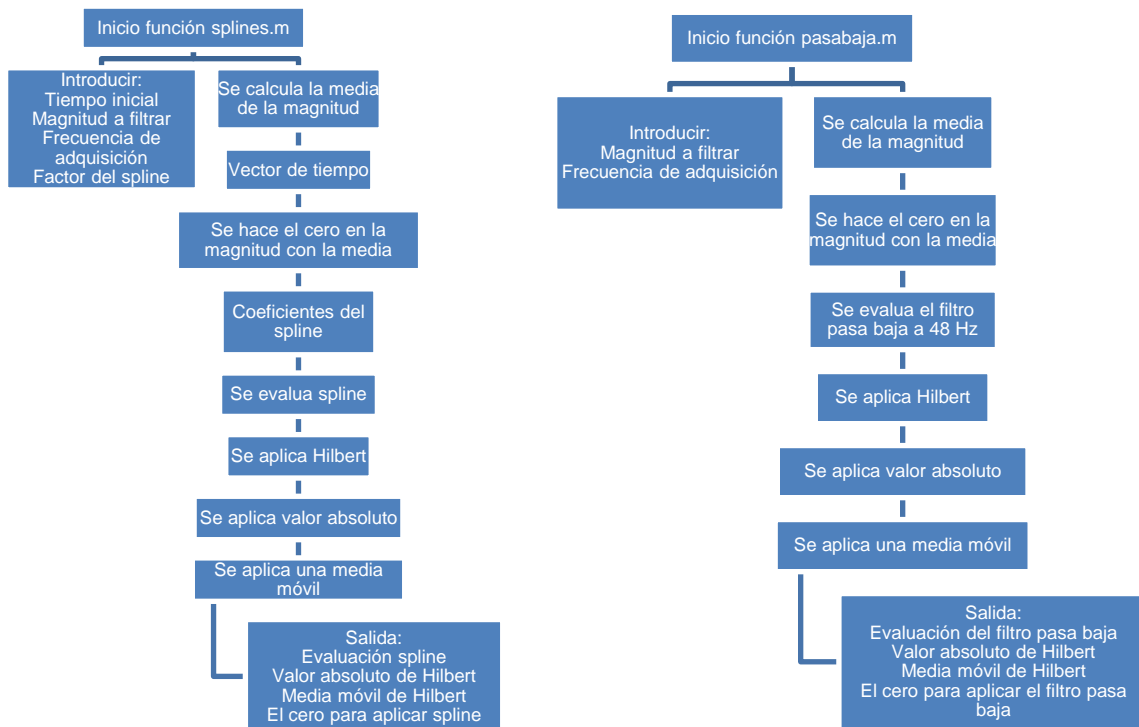 Inicio función splines.m
Introducir:
Tiempo inicial
Magnitud a filtrar
Frecuencia de
adquisición
Factor del spline
Se calcula la media
de la magnitud
Vector de tiempo
Se hace el cero en la
magnitud con la media
Coeficientes del
spline
Se evalua spline
Se aplica Hilbert
Se aplica valor absoluto
Se aplica una media
móvil
Salida:
Evaluación spline
Valor absoluto de Hilbert
Media móvil de Hilbert
El cero para aplicar spline
Inicio función pasabaja.m
Introducir:
Magnitud a filtrar
Frecuencia de adquisición
Se calcula la media
de la magnitud
Se hace el cero en la
magnitud con la media
Se evalua el filtro
pasa baja a 48 Hz
Se aplica Hilbert
Se aplica valor absoluto
Se aplica una media móvil
Salida:
Evaluación del filtro pasa baja
Valor absoluto de Hilbert
Media móvil de Hilbert
El cero para aplicar el filtro pasa
baja